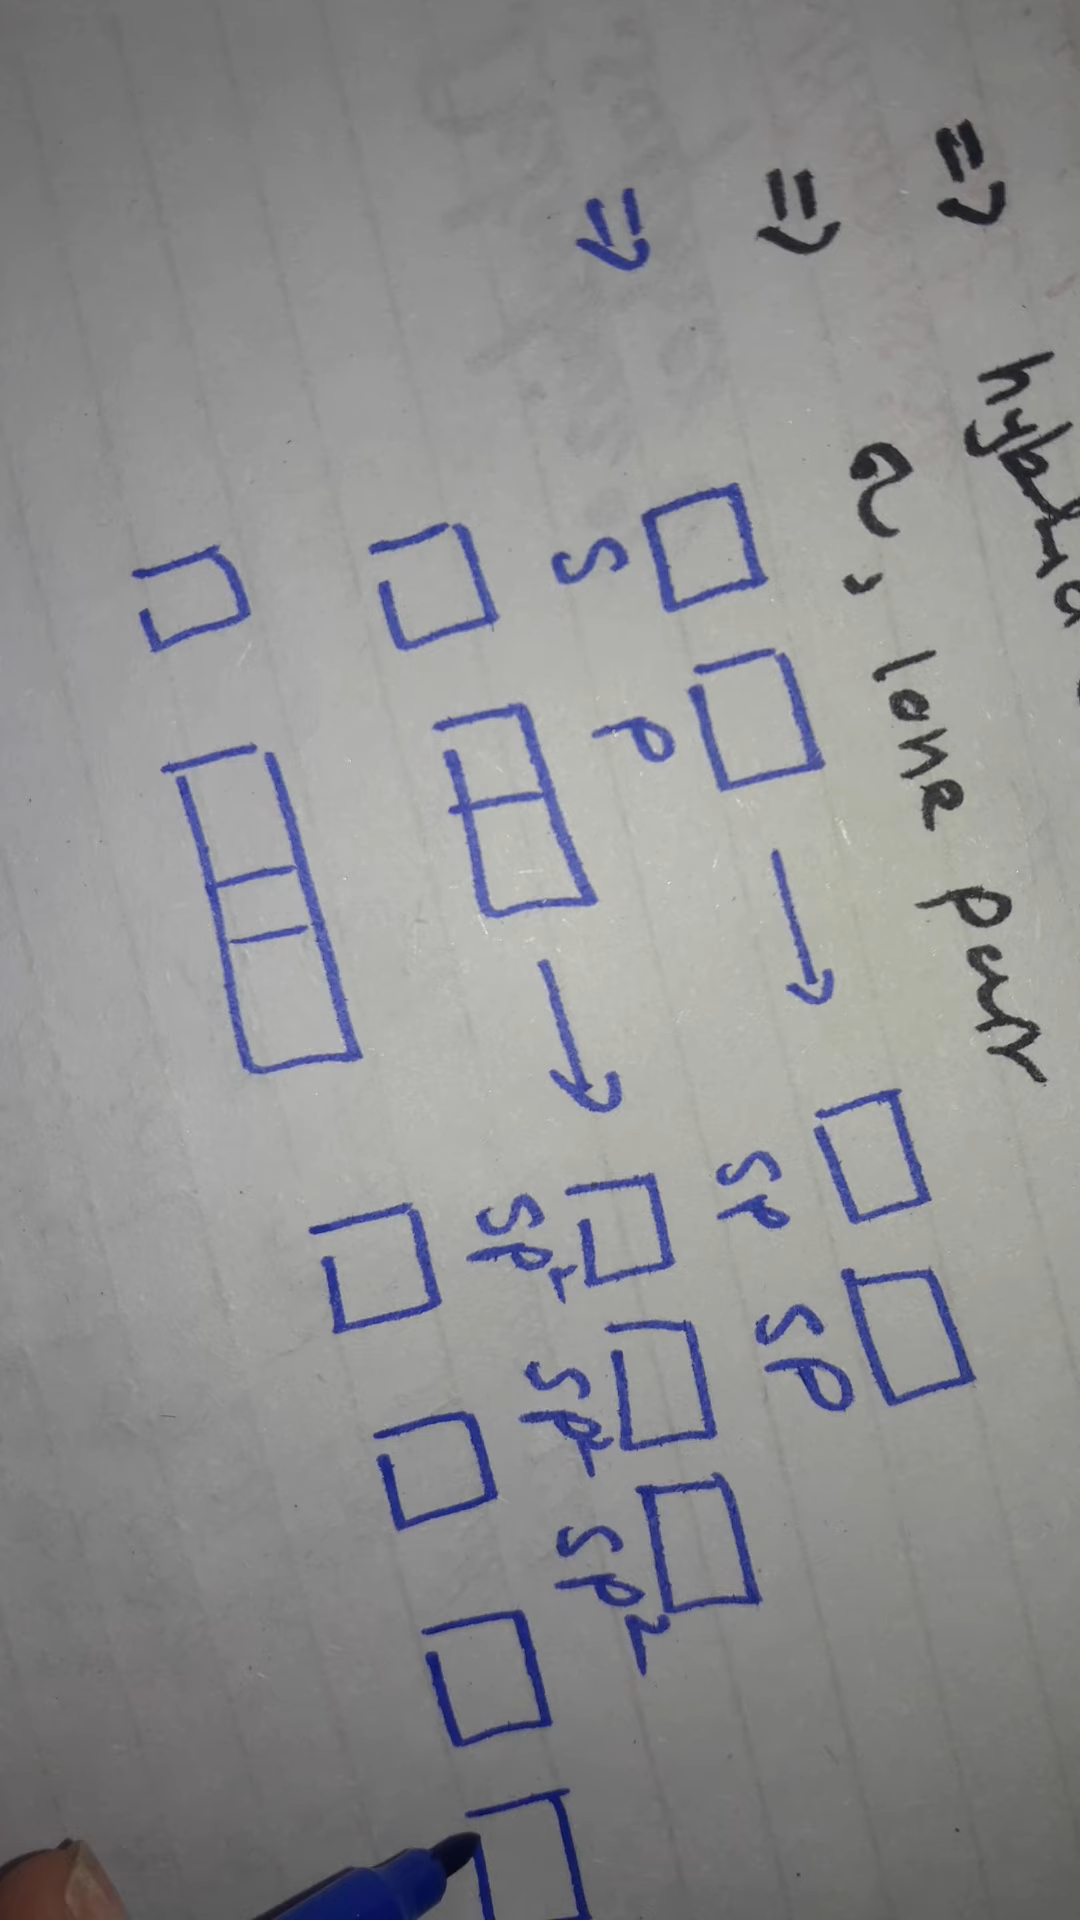 => hybrid
=> σ, lone pair
=>
s p sp sp
sp² sp² sp²